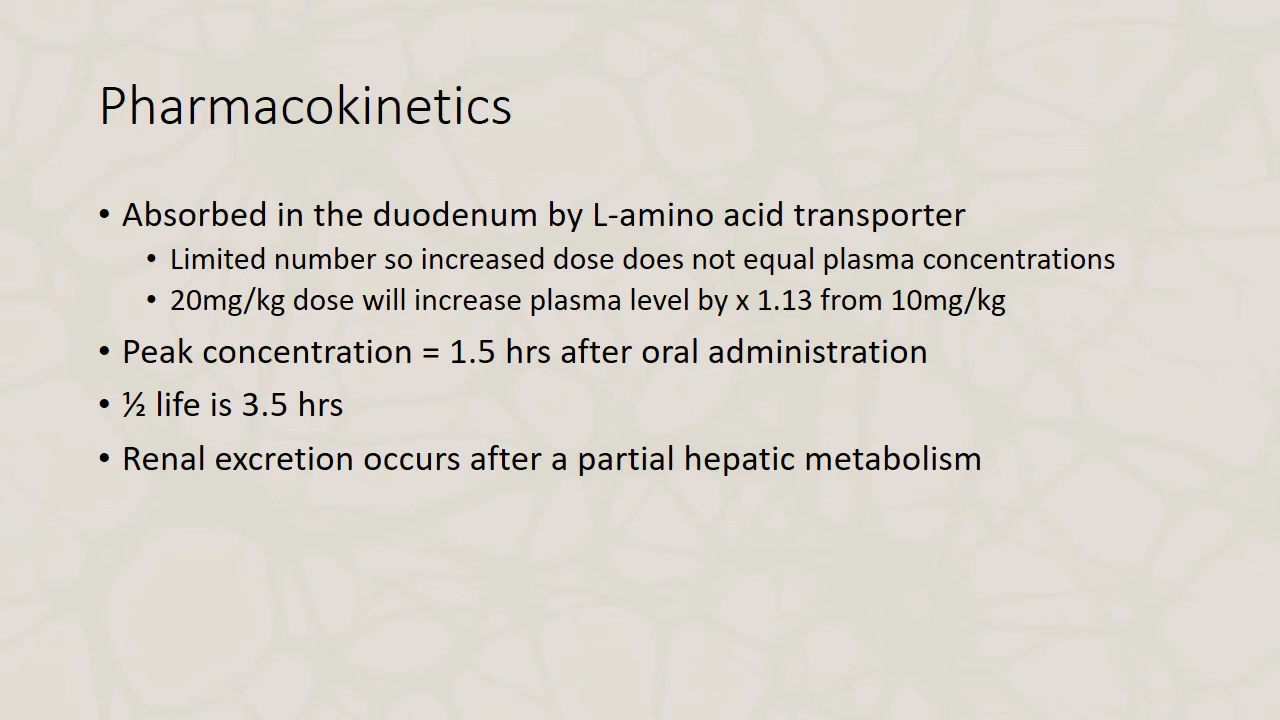 Pharmacokinetics
• Absorbed in the duodenum by L-amino acid transporter
• Limited number so increased dose does not equal plasma concentrations
• 20mg/kg dose will increase plasma level by x 1.13 from 10mg/kg
• Peak concentration = 1.5 hrs after oral administration
• ½ life is 3.5 hrs
• Renal excretion occurs after a partial hepatic metabolism